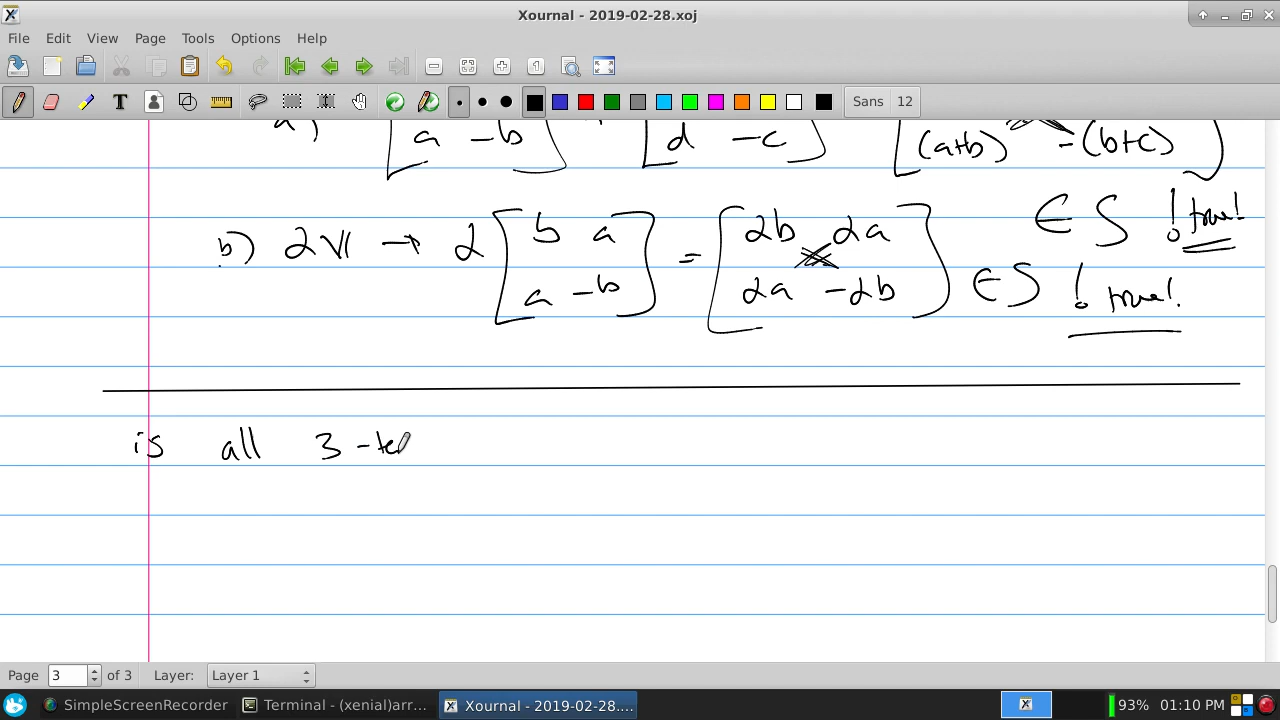 Xournal - 2019-02-28.xoj
File Edit View Page Tools Options Help
Sans 12
a) [a -b] + [d -c] [(a+b) -(b+c)]
∈ S ! true!
b) 2V1 → 2 [b a = [2b 2a
a -b] 2a -2b] ∈ S ! true!
is all 3 -te
Page 3 of 3 Layer: Layer 1
SimpleScreenRecorder Terminal - (xenial)arr... Xournal - 2019-02-28.... 93% 01:10 PM